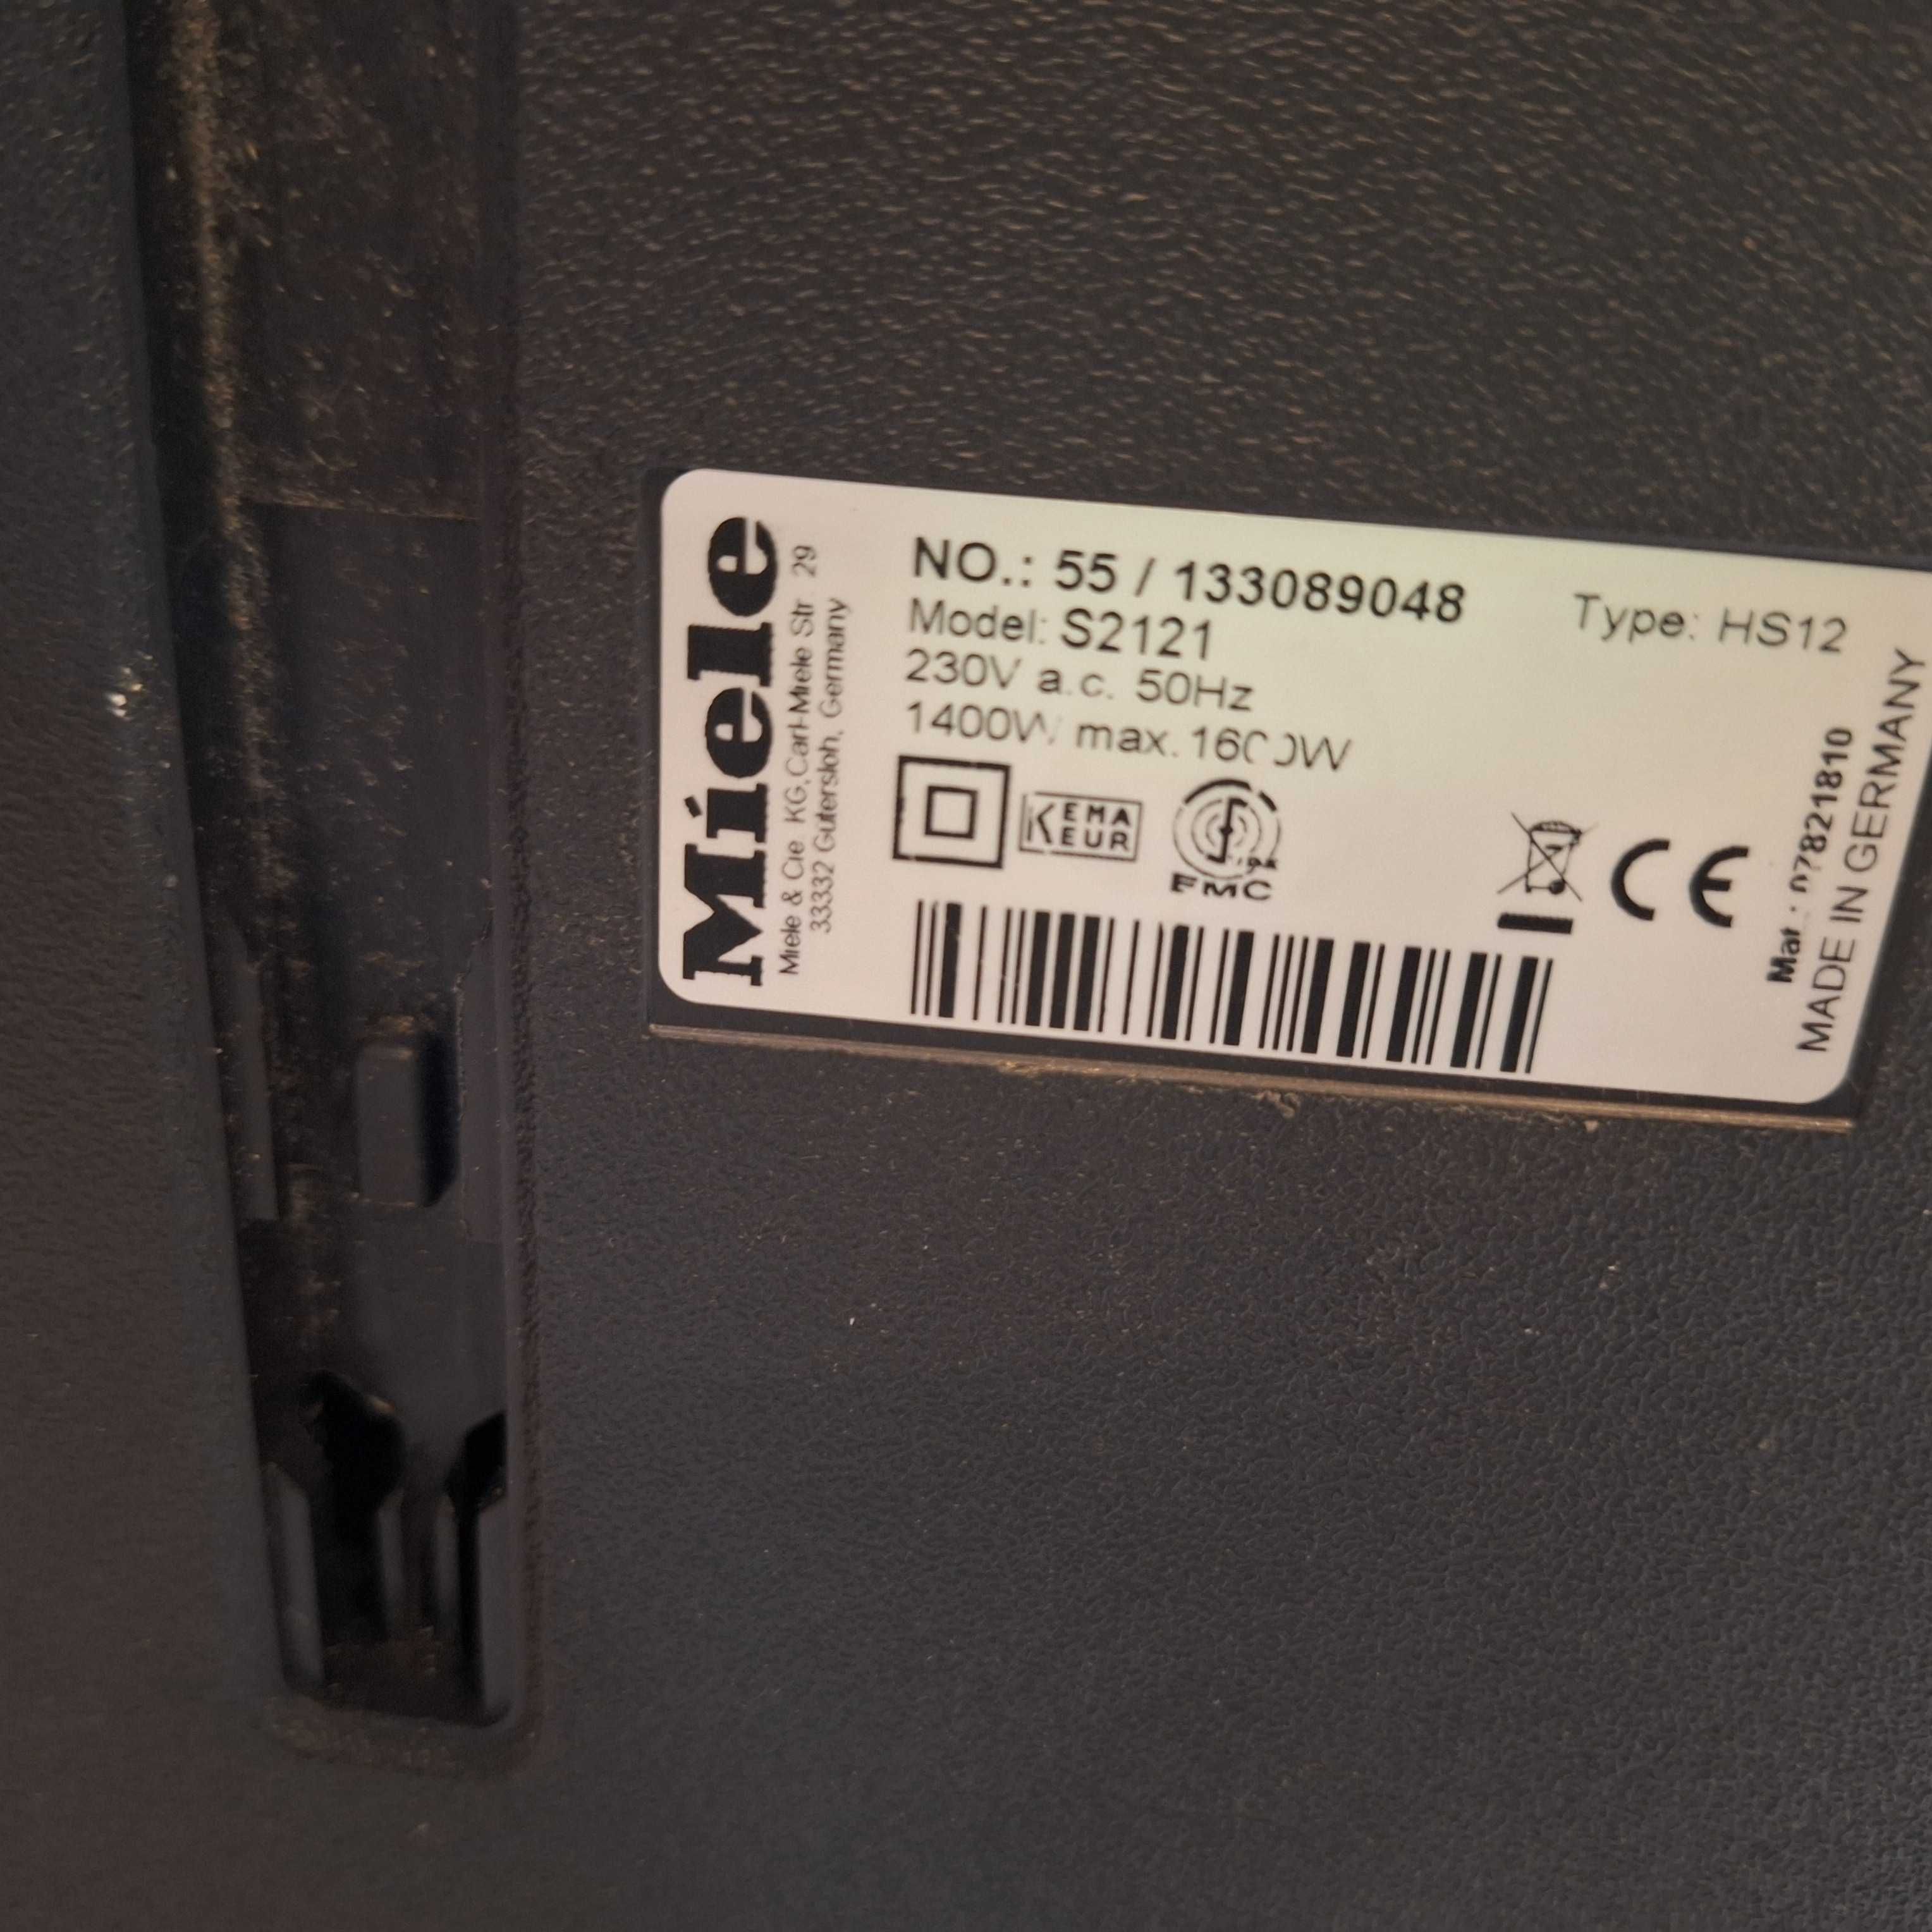 Miele
Miele & Cie. KG, Carl-Miele Str. 29
33332 Gütersloh, Germany
NO.: 55 / 133089048
Model: S2121
Type: HS12
230V a.c. 50Hz
1400W max. 1600W
KEMA
EUR
EMC
CE
Mat.: 07821810
MADE IN GERMANY